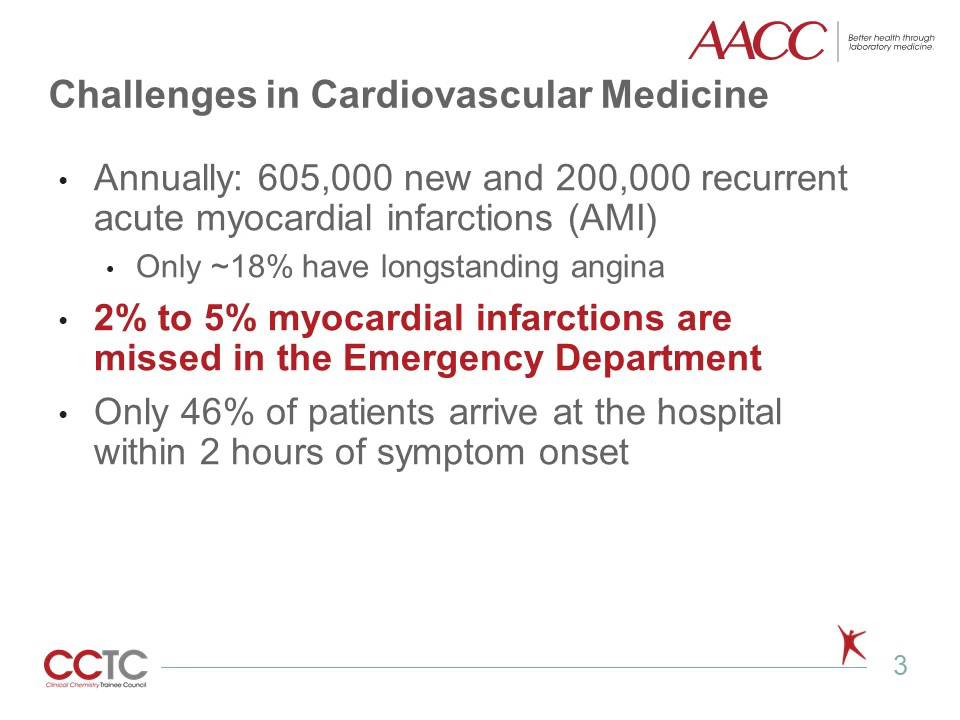 AACC
Better health through
laboratory medicine.
Challenges in Cardiovascular Medicine
• Annually: 605,000 new and 200,000 recurrent
acute myocardial infarctions (AMI)
• Only ~18% have longstanding angina
• 2% to 5% myocardial infarctions are
missed in the Emergency Department
• Only 46% of patients arrive at the hospital
within 2 hours of symptom onset
CCTC
Clinical Chemistry Trainee Council
3